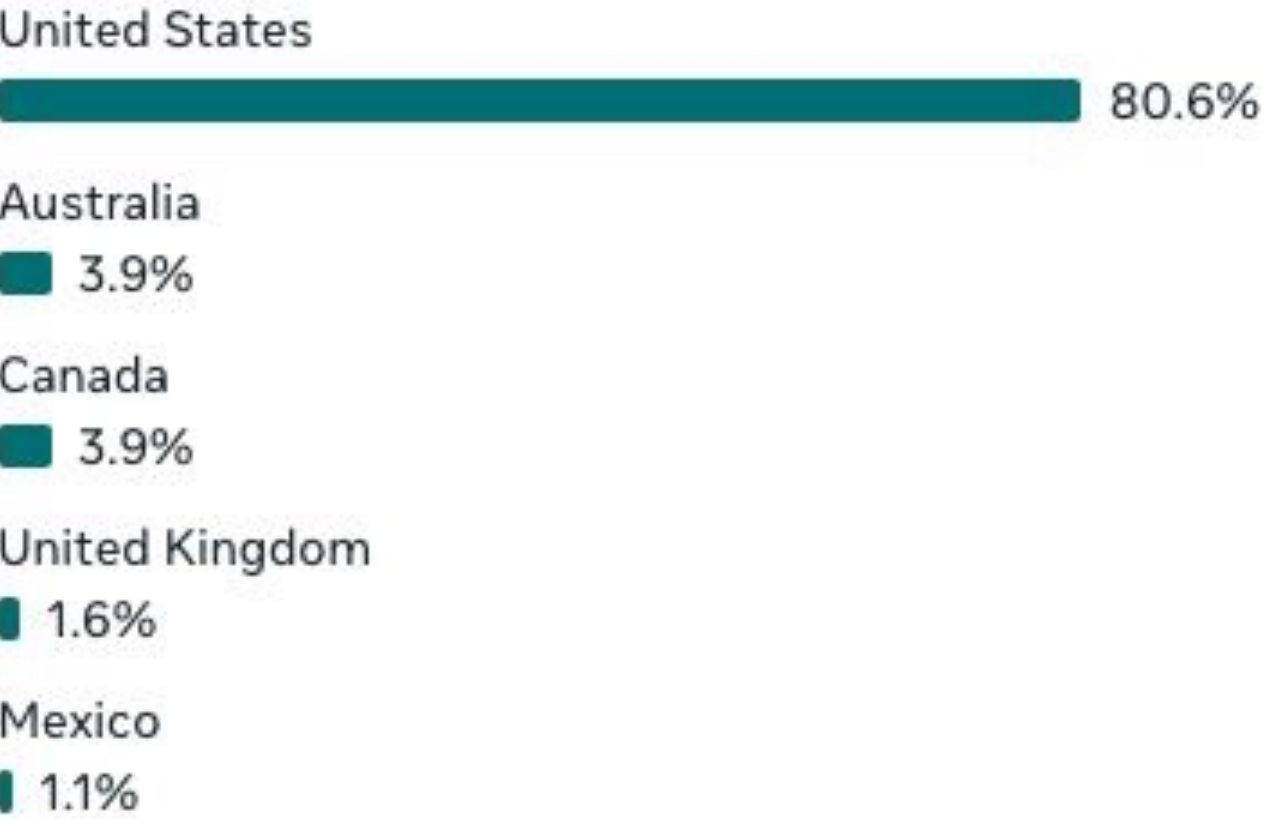 United States
80.6%
Australia
3.9%
Canada
3.9%
United Kingdom
1.6%
Mexico
1.1%